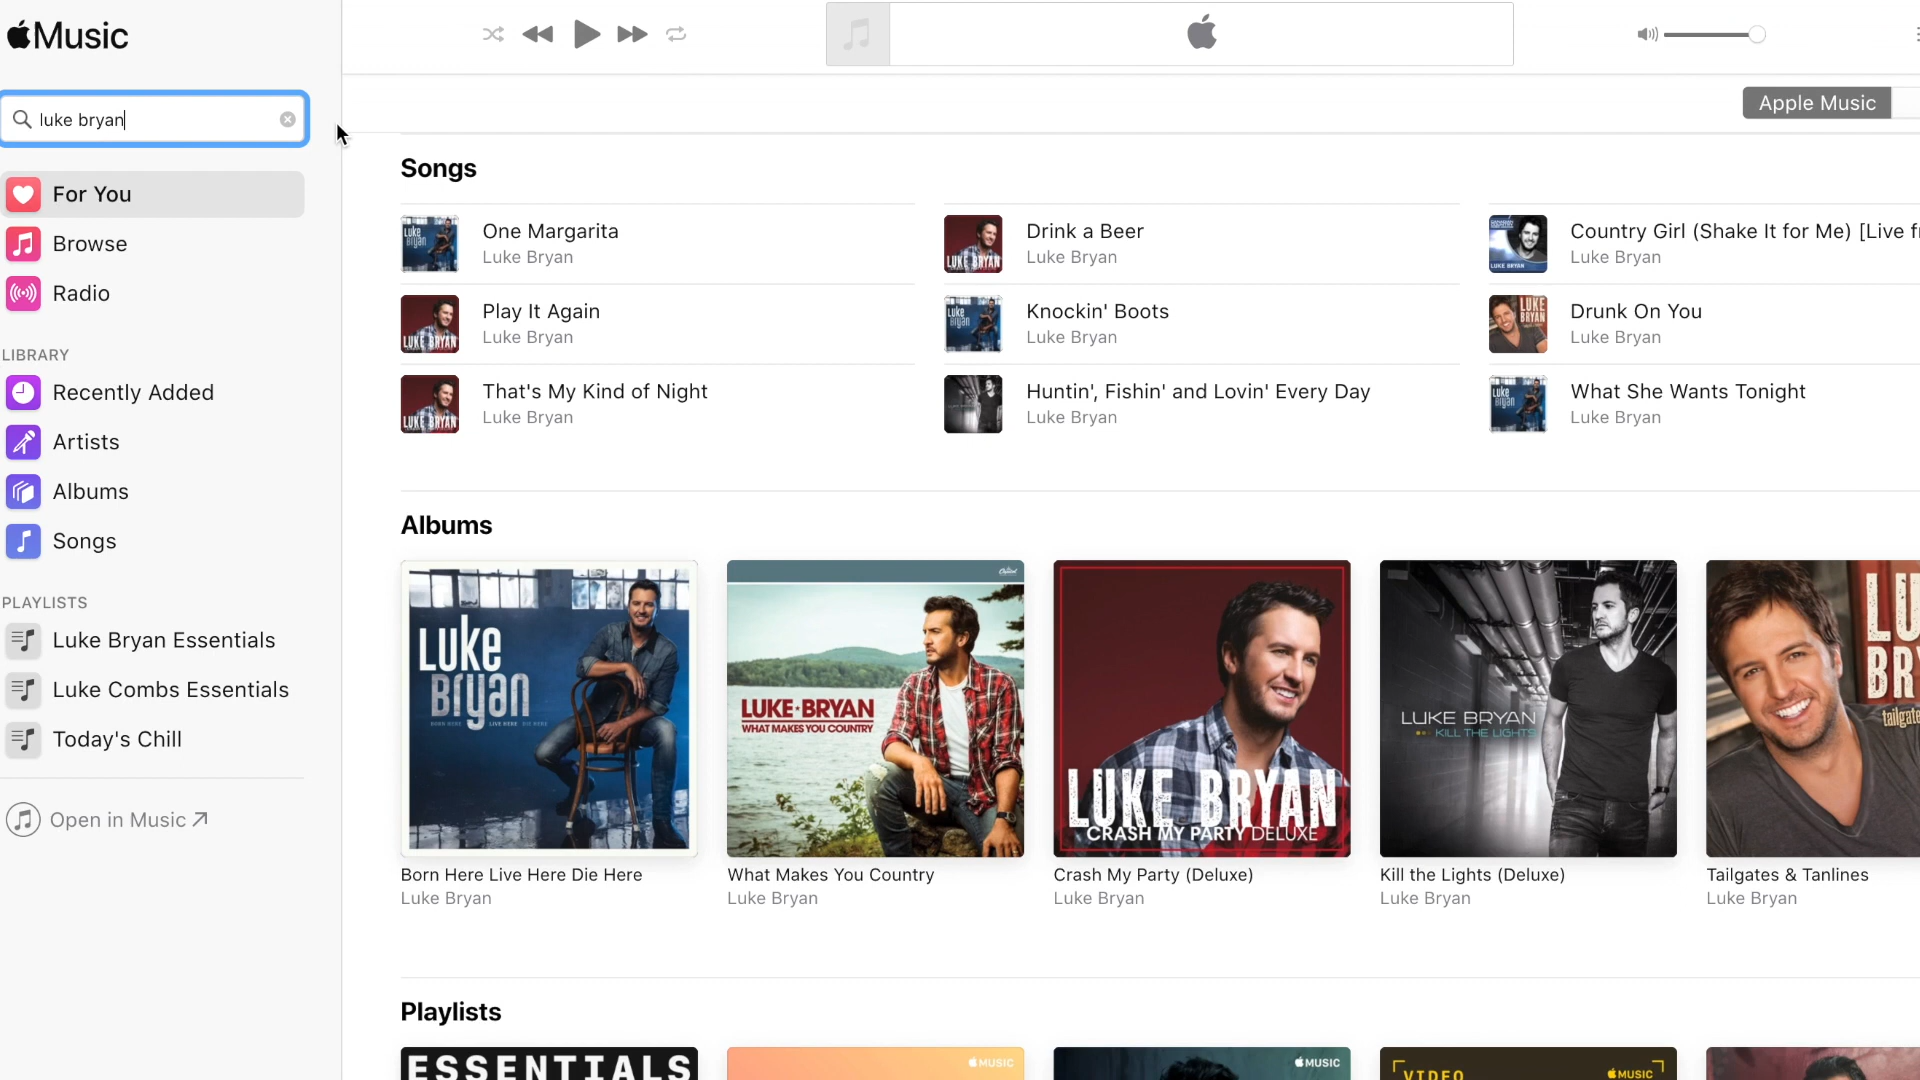 Music
luke bryan
For You
Browse
Radio
LIBRARY
Recently Added
Artists
Albums
Songs
PLAYLISTS
Luke Bryan Essentials
Luke Combs Essentials
Today's Chill
Open in Music
Apple Music
Songs
One Margarita
Luke Bryan
Drink a Beer
Luke Bryan
Country Girl (Shake It for Me) [Live
Luke Bryan
Play It Again
Luke Bryan
Knockin' Boots
Luke Bryan
Drunk On You
Luke Bryan
That's My Kind of Night
Luke Bryan
Huntin', Fishin' and Lovin' Every Day
Luke Bryan
What She Wants Tonight
Luke Bryan
Albums
Luke
Bryan
BORN HERE LIVE HERE DIE HERE
LUKE BRYAN
WHAT MAKES YOU COUNTRY
LUKE BRYAN
CRASH MY PARTY DELUXE
LUKE BRYAN
KILL THE LIGHTS
Born Here Live Here Die Here
Luke Bryan
What Makes You Country
Luke Bryan
Crash My Party (Deluxe)
Luke Bryan
Kill the Lights (Deluxe)
Luke Bryan
Tailgates & Tanlines
Luke Bryan
Playlists
ESSENTIALS
MUSIC
MUSIC
VIDEO
MUSIC